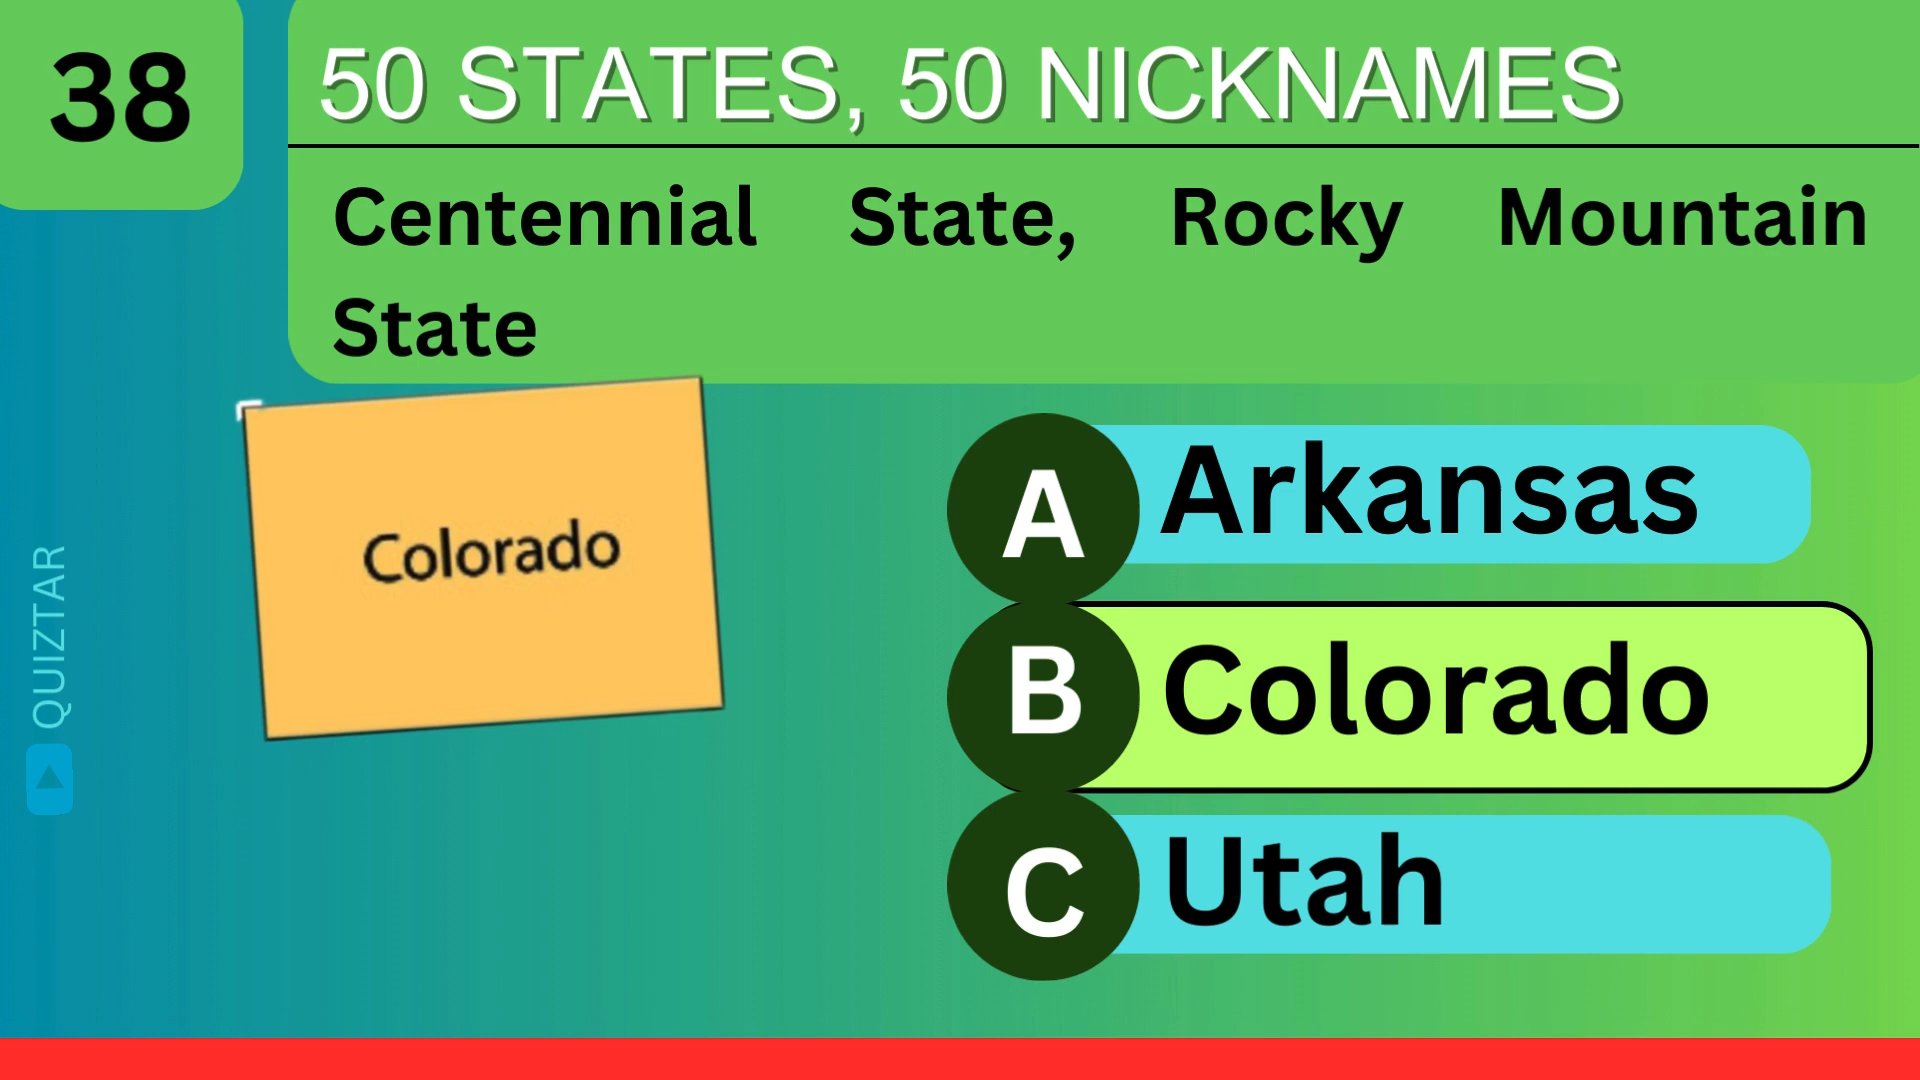 38
50 STATES, 50 NICKNAMES
Centennial State, Rocky Mountain
State
Colorado
A Arkansas
B Colorado
C Utah
QUIZTAR